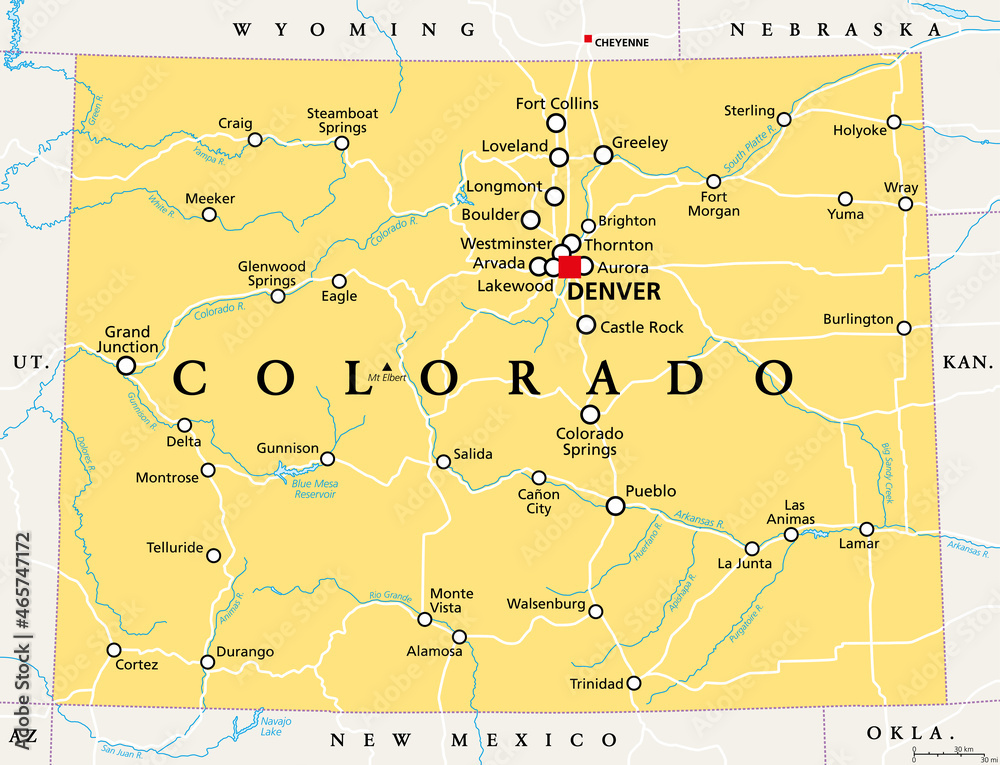 WYOMING
NEBRASKA
CHEYENNE
Green R.
Craig
Steamboat
Springs
Yampa R.
Fort Collins
Loveland
Greeley
Sterling
Holyoke
South Platte R.
Meeker
White R.
Longmont
Boulder
Brighton
Fort
Morgan
Yuma
Wray
Colorado R.
Westminster
Thornton
Arvada
Aurora
Lakewood
DENVER
Glenwood
Springs
Eagle
Colorado R.
Castle Rock
Burlington
Grand
Junction
UT.
COLORADO
KAN.
Mt Elbert
Gunnison R.
Delta
Colorado
Springs
Dolores R.
Gunnison
Montrose
Blue Mesa
Reservoir
Salida
Cañon
City
Pueblo
Big Sandy Creek
Arkansas R.
Las
Animas
Lamar
La Junta
Arkansas R.
Huerfano R.
Telluride
Animas R.
Rio Grande
Monte
Vista
Alamosa
Walsenburg
Apishapa R.
Purgatoire R.
Cortez
Durango
Trinidad
AZ
San Juan R.
Navajo
Lake
NEW MEXICO
OKLA.
0 30 km
0 30 mi
Adobe Stock | #465747172
Adobe Stock